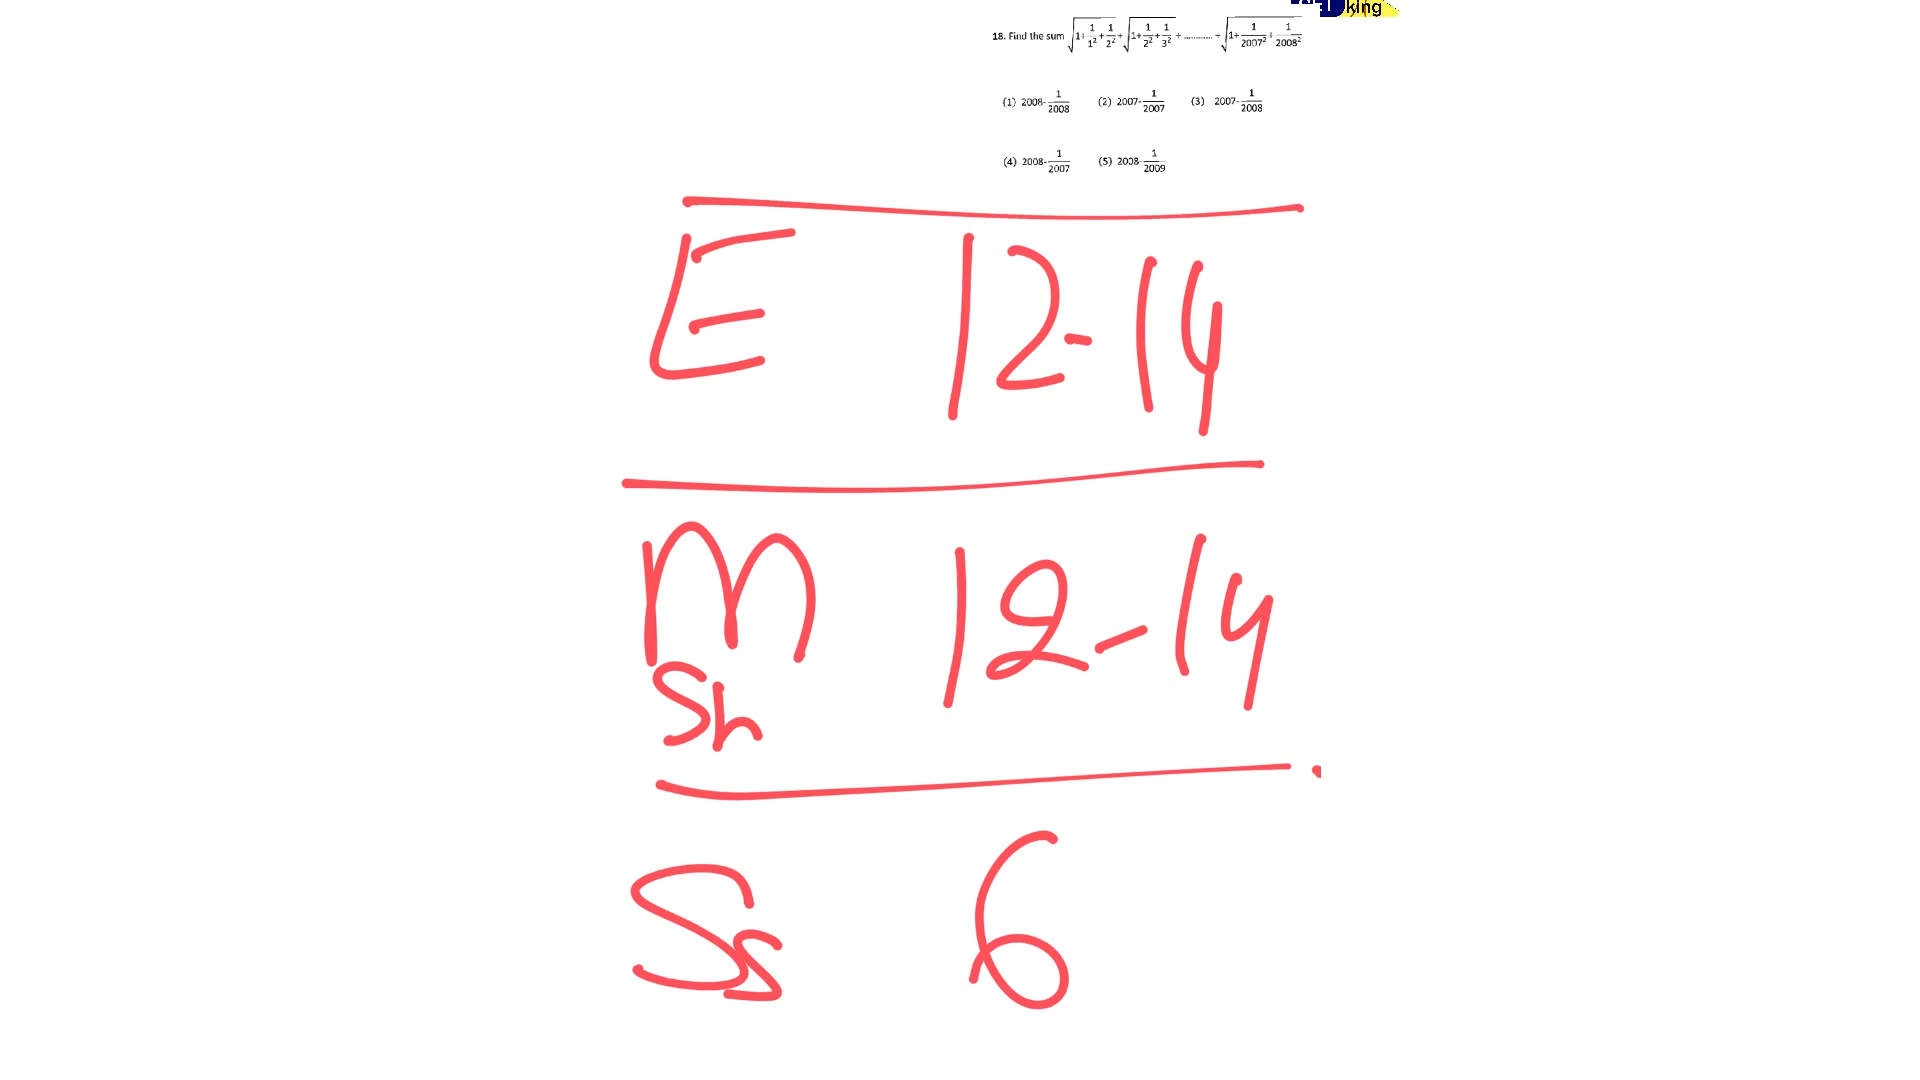 king
18. Find the sum √(1+1/1²+1/2²)+√(1+1/2²+1/3²)+...........+√(1+1/2007²+1/2008²)
(1) 2008-1/2008 (2) 2007-1/2007 (3) 2007-1/2008
(4) 2008-1/2007 (5) 2008-1/2009
E 12-14
M 12-14
Sh
Ss 6